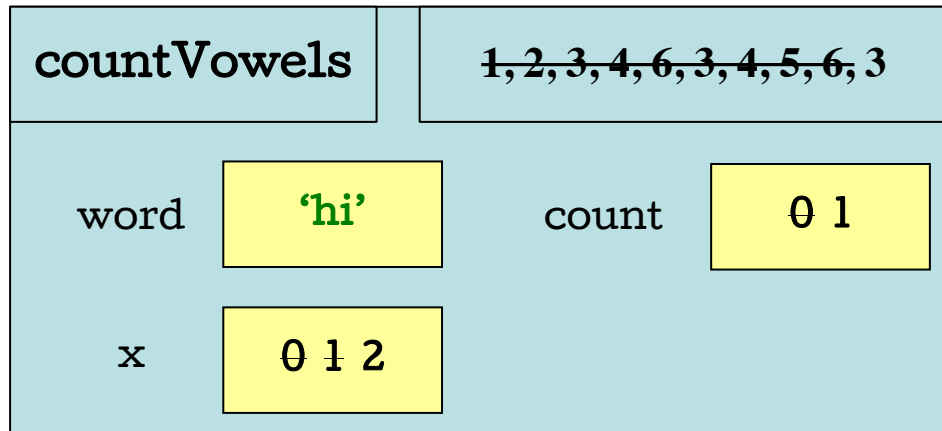 countVowels 1, 2, 3, 4, 6, 3, 4, 5, 6, 3
word ‘hi’ count 0 1
x 0 1 2